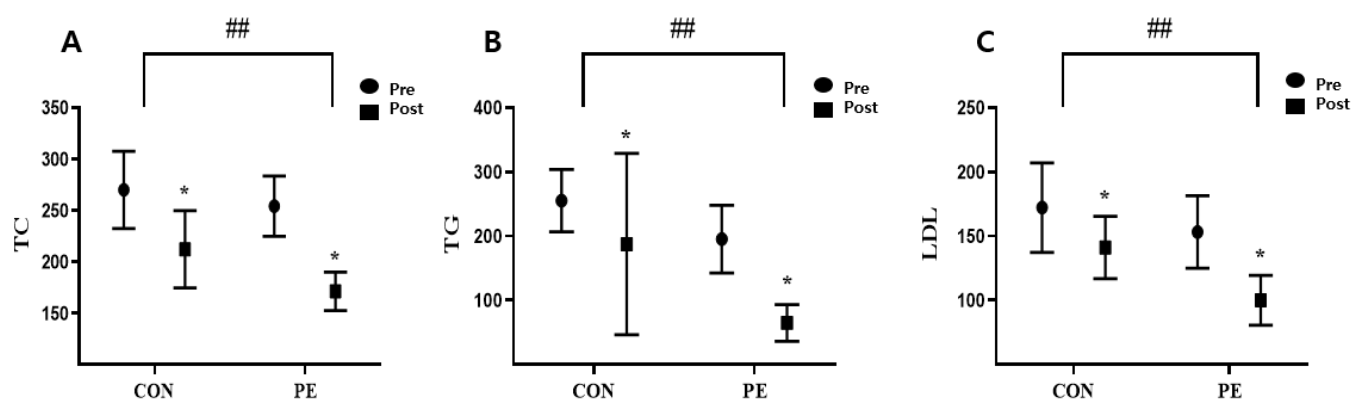 A
##
Pre
Post
350
300
250
200
150
TC
*
*
CON
PE
B
##
Pre
Post
400
300
200
100
TG
*
*
CON
PE
C
##
Pre
Post
250
200
150
100
LDL
*
*
CON
PE